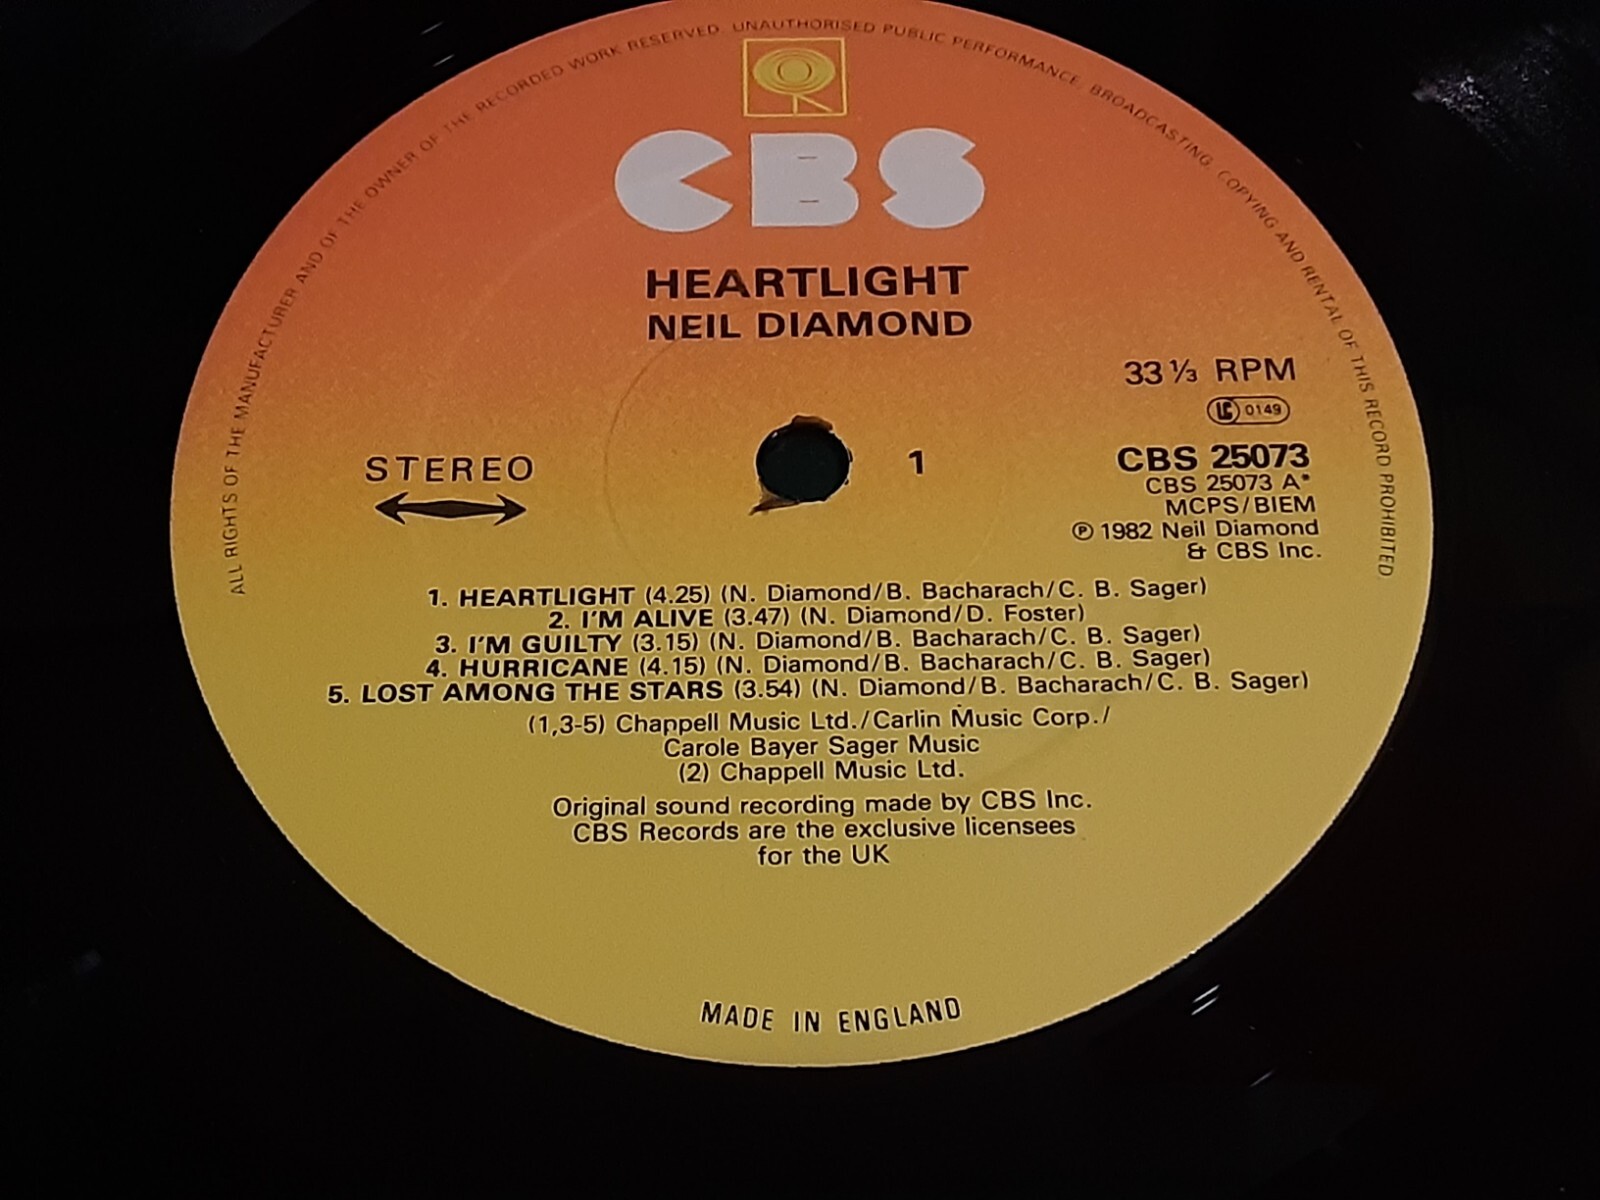 ALL RIGHTS OF THE MANUFACTURER AND OF THE OWNER OF THE RECORDED WORK RESERVED. UNAUTHORISED PUBLIC PERFORMANCE, BROADCASTING, COPYING AND RENTAL OF THIS RECORD PROHIBITED.
CBS
HEARTLIGHT
NEIL DIAMOND
33⅓ RPM
LC 0149
STEREO
1
CBS 25073
CBS 25073 A*
MCPS/BIEM
℗ 1982 Neil Diamond
& CBS Inc.
1. HEARTLIGHT (4.25) (N. Diamond/B. Bacharach/C. B. Sager)
2. I'M ALIVE (3.47) (N. Diamond/D. Foster)
3. I'M GUILTY (3.15) (N. Diamond/B. Bacharach/C. B. Sager)
4. HURRICANE (4.15) (N. Diamond/B. Bacharach/C. B. Sager)
5. LOST AMONG THE STARS (3.54) (N. Diamond/B. Bacharach/C. B. Sager)
(1,3-5) Chappell Music Ltd./Carlin Music Corp./
Carole Bayer Sager Music
(2) Chappell Music Ltd.
Original sound recording made by CBS Inc.
CBS Records are the exclusive licensees
for the UK
MADE IN ENGLAND